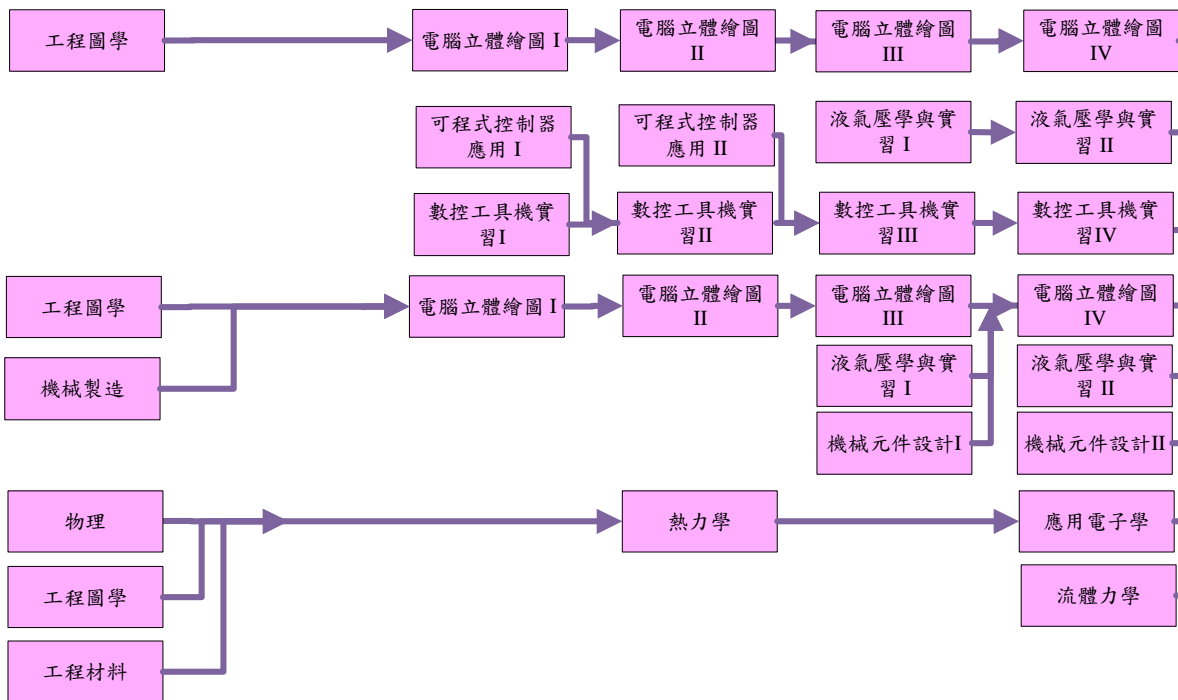 工程圖學
電腦立體繪圖 I
電腦立體繪圖
II
電腦立體繪圖
III
電腦立體繪圖
IV
可程式控制器
應用 I
可程式控制器
應用 II
液氣壓學與實
習 I
液氣壓學與實
習 II
數控工具機實
習I
數控工具機實
習II
數控工具機實
習III
數控工具機實
習IV
工程圖學
電腦立體繪圖 I
電腦立體繪圖
II
電腦立體繪圖
III
電腦立體繪圖
IV
機械製造
液氣壓學與實
習 I
液氣壓學與實
習 II
機械元件設計I
機械元件設計II
物理
熱力學
應用電子學
工程圖學
流體力學
工程材料